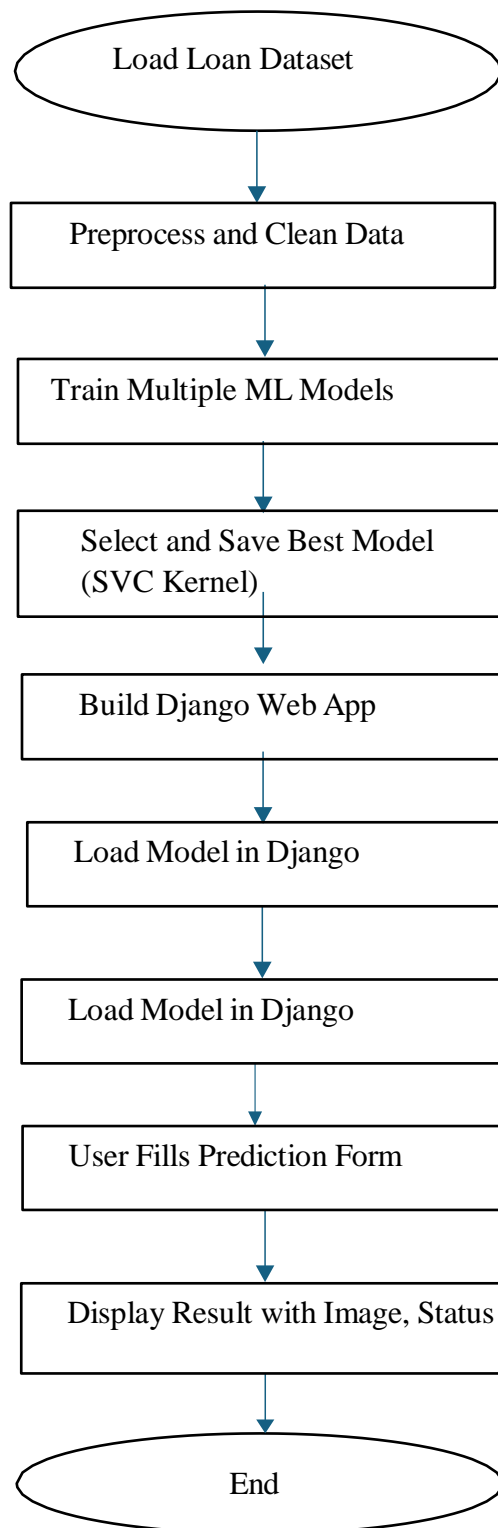 Load Loan Dataset
Preprocess and Clean Data
Train Multiple ML Models
Select and Save Best Model
(SVC Kernel)
Build Django Web App
Load Model in Django
Load Model in Django
User Fills Prediction Form
Display Result with Image, Status
End